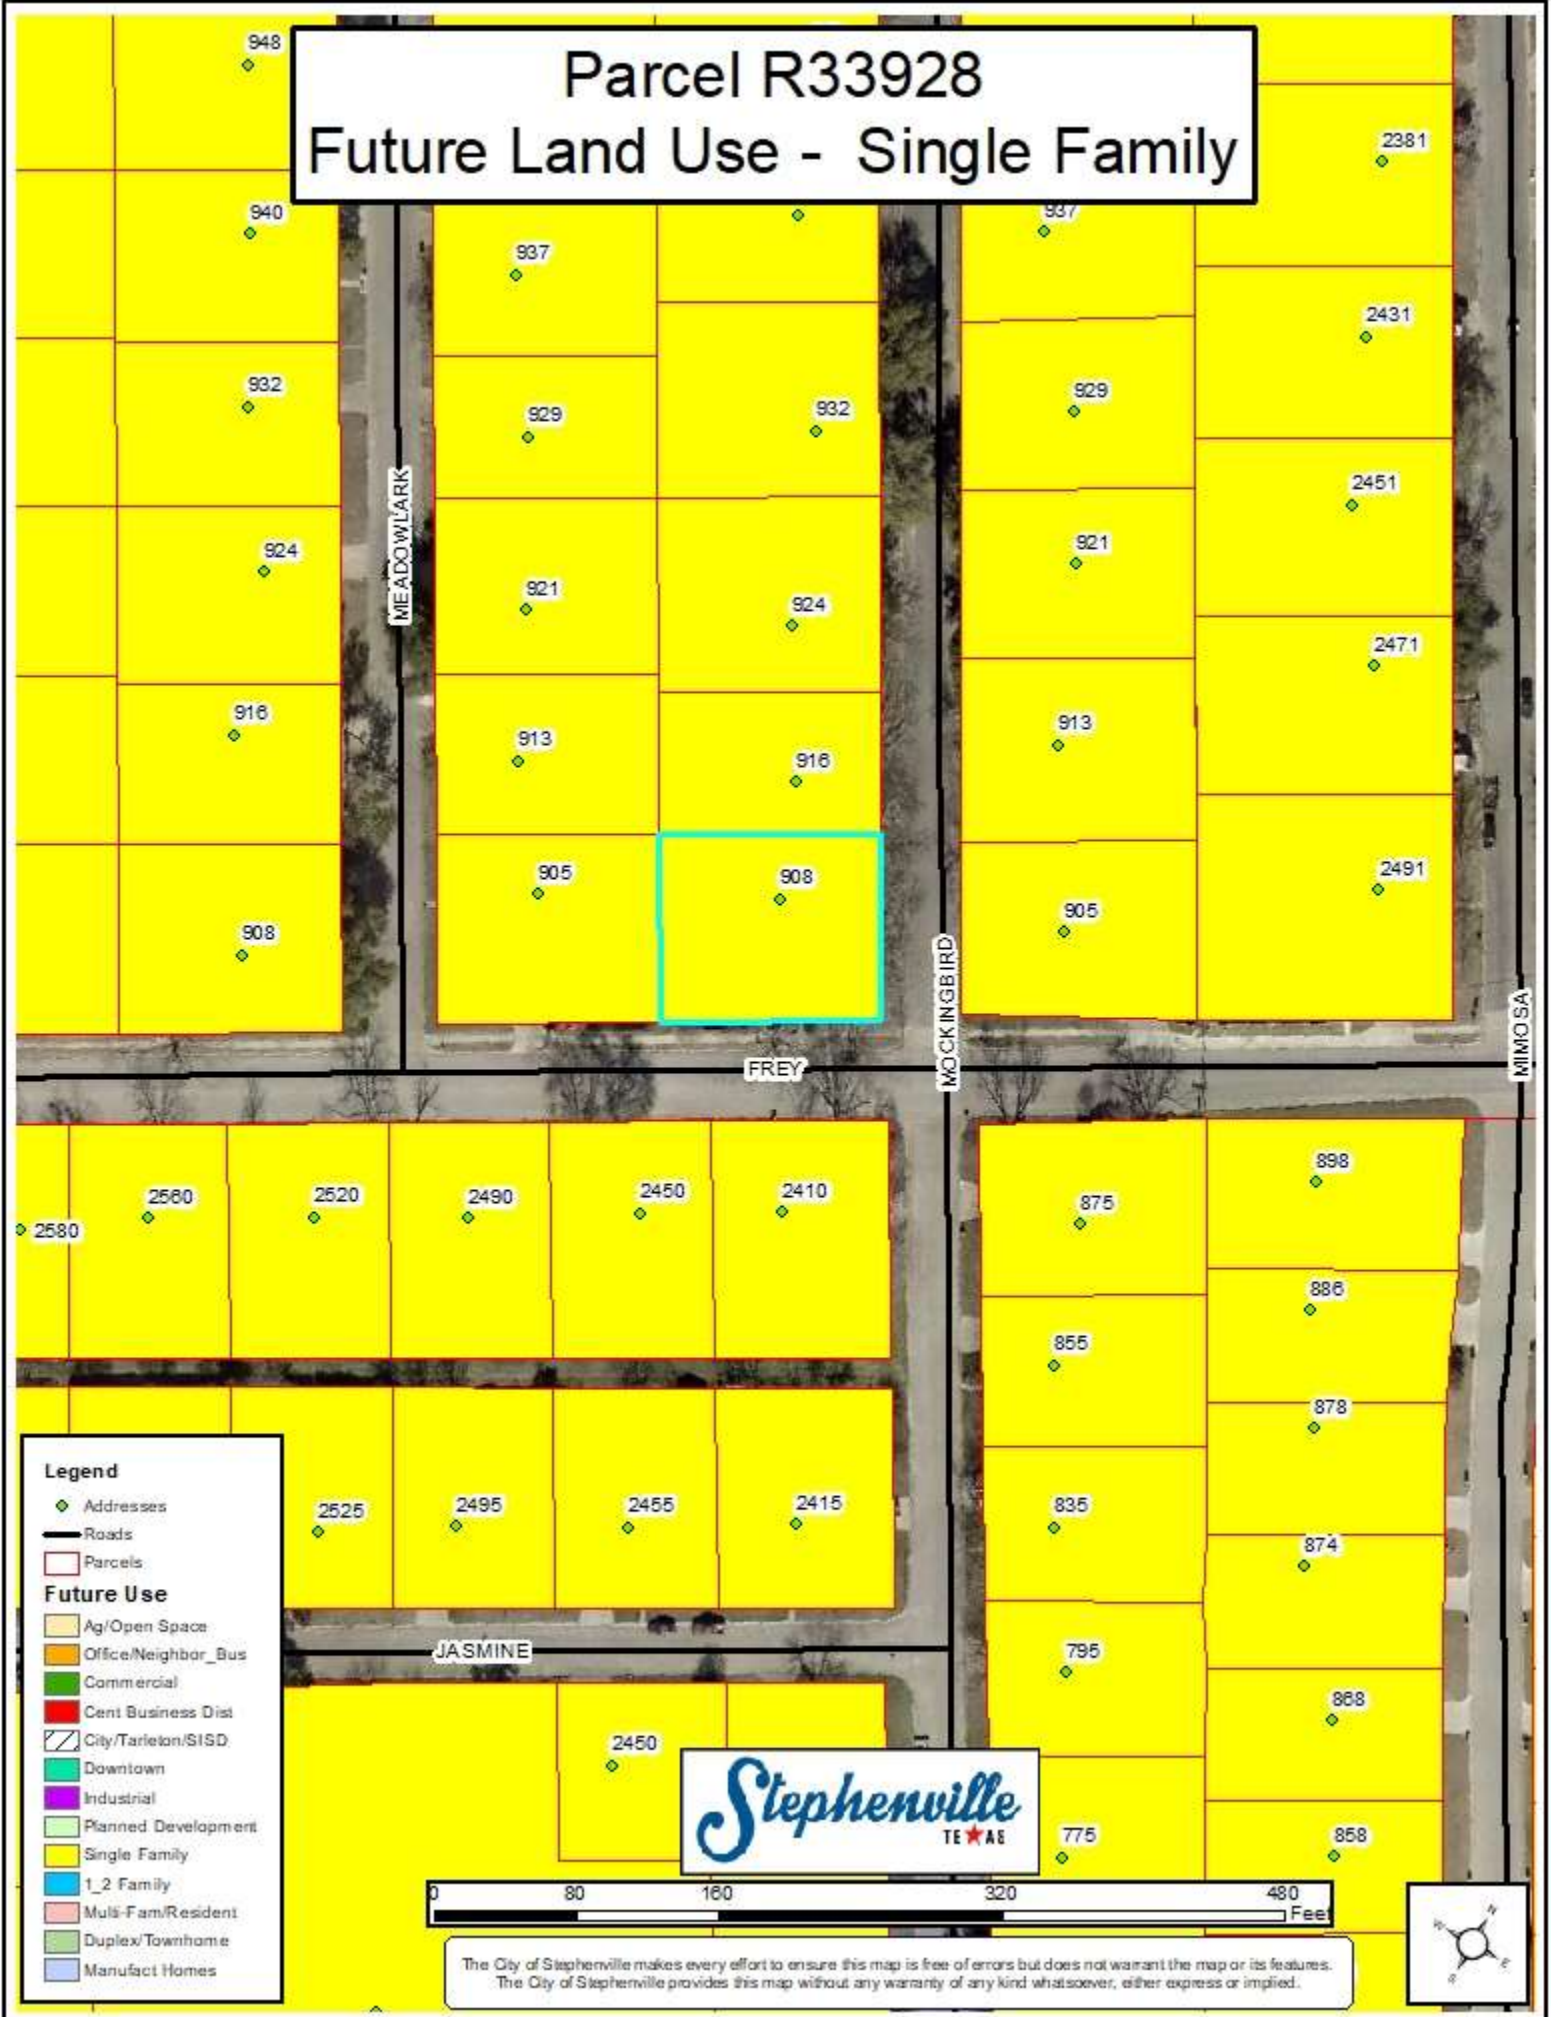 Parcel R33928
Future Land Use - Single Family
948
2381
940
937
937
2431
932
929
932
929
2451
924
921
924
921
2471
916
913
916
913
908
905
908
905
2491
MEADOWLARK
MOCKINGBIRD
MIMOSA
FREY
2580
2560
2520
2490
2450
2410
875
898
886
855
878
2525
2495
2455
2415
835
874
JASMINE
795
868
2450
775
858
Legend
Addresses
Roads
Parcels
Future Use
Ag/Open Space
Office/Neighbor_Bus
Commercial
Cent Business Dist
City/Tarleton/SISD
Downtown
Industrial
Planned Development
Single Family
1_2 Family
Multi-Fam/Resident
Duplex/Townhome
Manufact Homes
Stephenville
TEXAS
0 80 160 320 480
Feet
N
W
E
S
The City of Stephenville makes every effort to ensure this map is free of errors but does not warrant the map or its features.
The City of Stephenville provides this map without any warranty of any kind whatsoever, either express or implied.